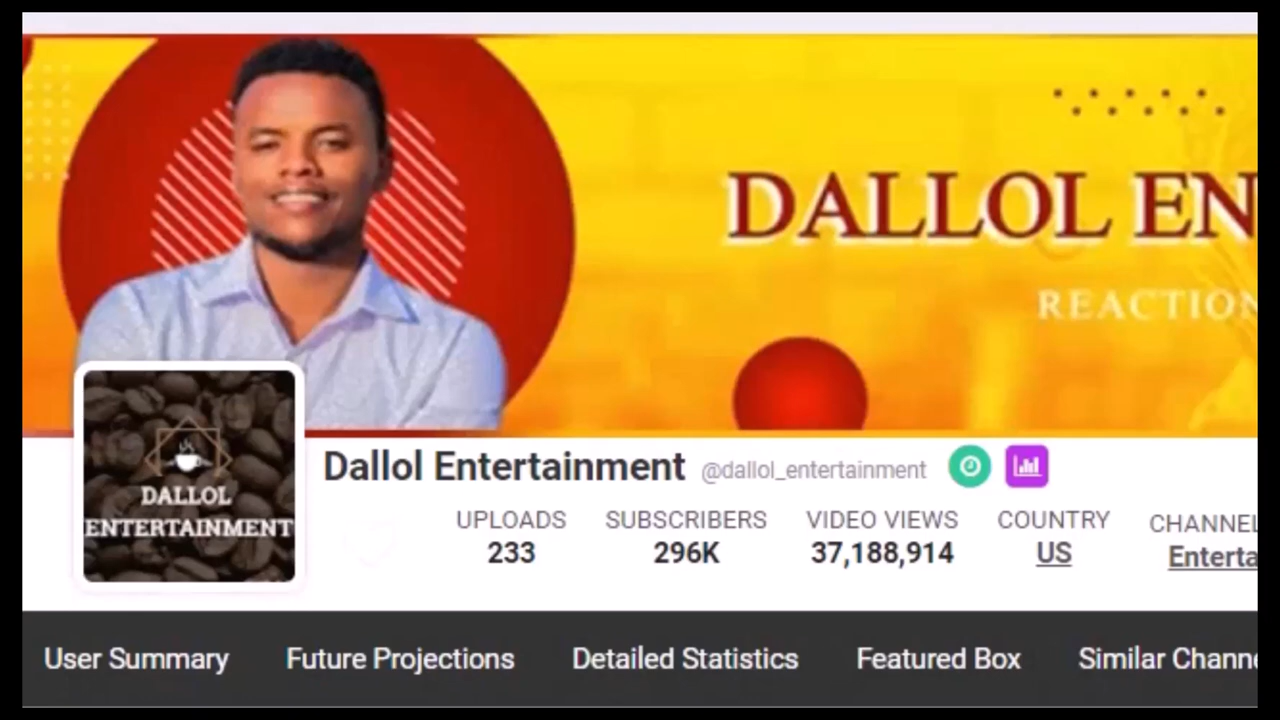 DALLOL EN
REACTION
DALLOL
ENTERTAINMENT
Dallol Entertainment @dallol_entertainment
UPLOADS SUBSCRIBERS VIDEO VIEWS COUNTRY CHANNEL
233 296K 37,188,914 US Enterta
User Summary Future Projections Detailed Statistics Featured Box Similar Channe